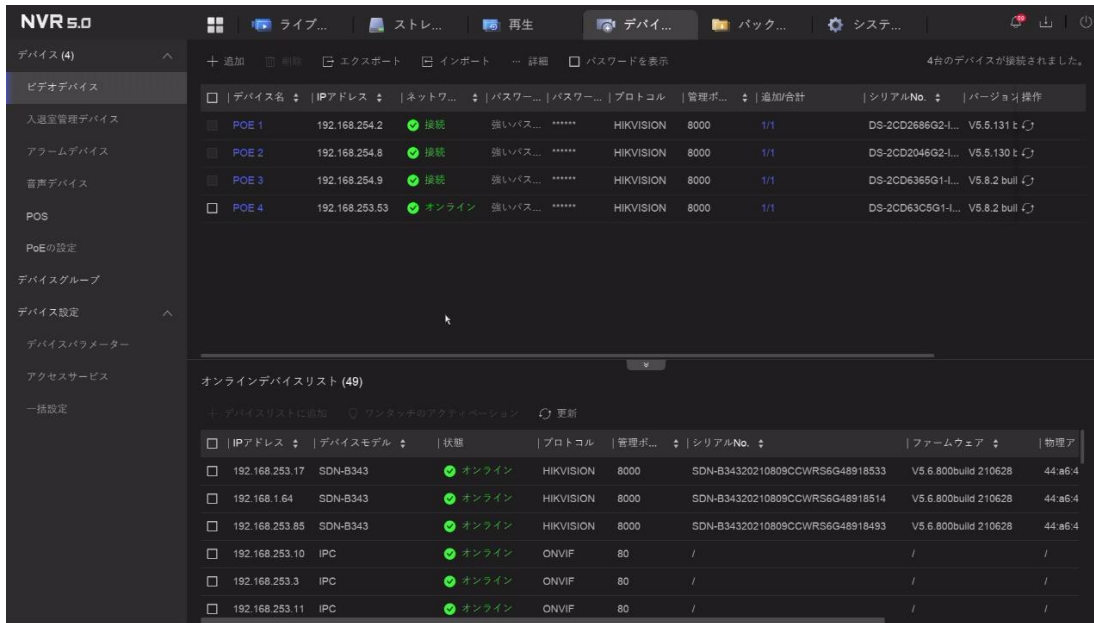 NVR 5.0
ライブ... ストレ... 再生 デバイ... バック... システ...
デバイス (4)
ビデオデバイス
入退室管理デバイス
アラームデバイス
音声デバイス
POS
PoEの設定
デバイスグループ
デバイス設定
デバイスパラメーター
アクセスサービス
一括設定
+ 追加 削除 エクスポート インポート ... 詳細 パスワードを表示 4台のデバイスが接続されました。
デバイス名 IPアドレス ネットワ... パスワー... パスワー... プロトコル 管理ポ... 追加/合計 シリアルNo. バージョン 操作
POE 1 192.168.254.2 接続 強いパス... ****** HIKVISION 8000 1/1 DS-2CD2686G2-I... V5.5.131 b
POE 2 192.168.254.8 接続 強いパス... ****** HIKVISION 8000 1/1 DS-2CD2046G2-I... V5.5.130 b
POE 3 192.168.254.9 接続 強いパス... ****** HIKVISION 8000 1/1 DS-2CD6365G1-I... V5.8.2 buil
POE 4 192.168.253.53 オンライン 強いパス... ****** HIKVISION 8000 1/1 DS-2CD63C5G1-I... V5.8.2 buil
オンラインデバイスリスト (49)
+ デバイスリストに追加 ワンタッチのアクティベーション 更新
IPアドレス デバイスモデル 状態 プロトコル 管理ポ... シリアルNo. ファームウェア 物理ア
192.168.253.17 SDN-B343 オンライン HIKVISION 8000 SDN-B34320210809CCWRS6G48918533 V5.6.800build 210628 44:a6:4
192.168.1.64 SDN-B343 オンライン HIKVISION 8000 SDN-B34320210809CCWRS6G48918514 V5.6.800build 210628 44:a6:4
192.168.253.85 SDN-B343 オンライン HIKVISION 8000 SDN-B34320210809CCWRS6G48918493 V5.6.800build 210628 44:a6:4
192.168.253.10 IPC オンライン ONVIF 80 / / /
192.168.253.3 IPC オンライン ONVIF 80 / / /
192.168.253.11 IPC オンライン ONVIF 80 / / /